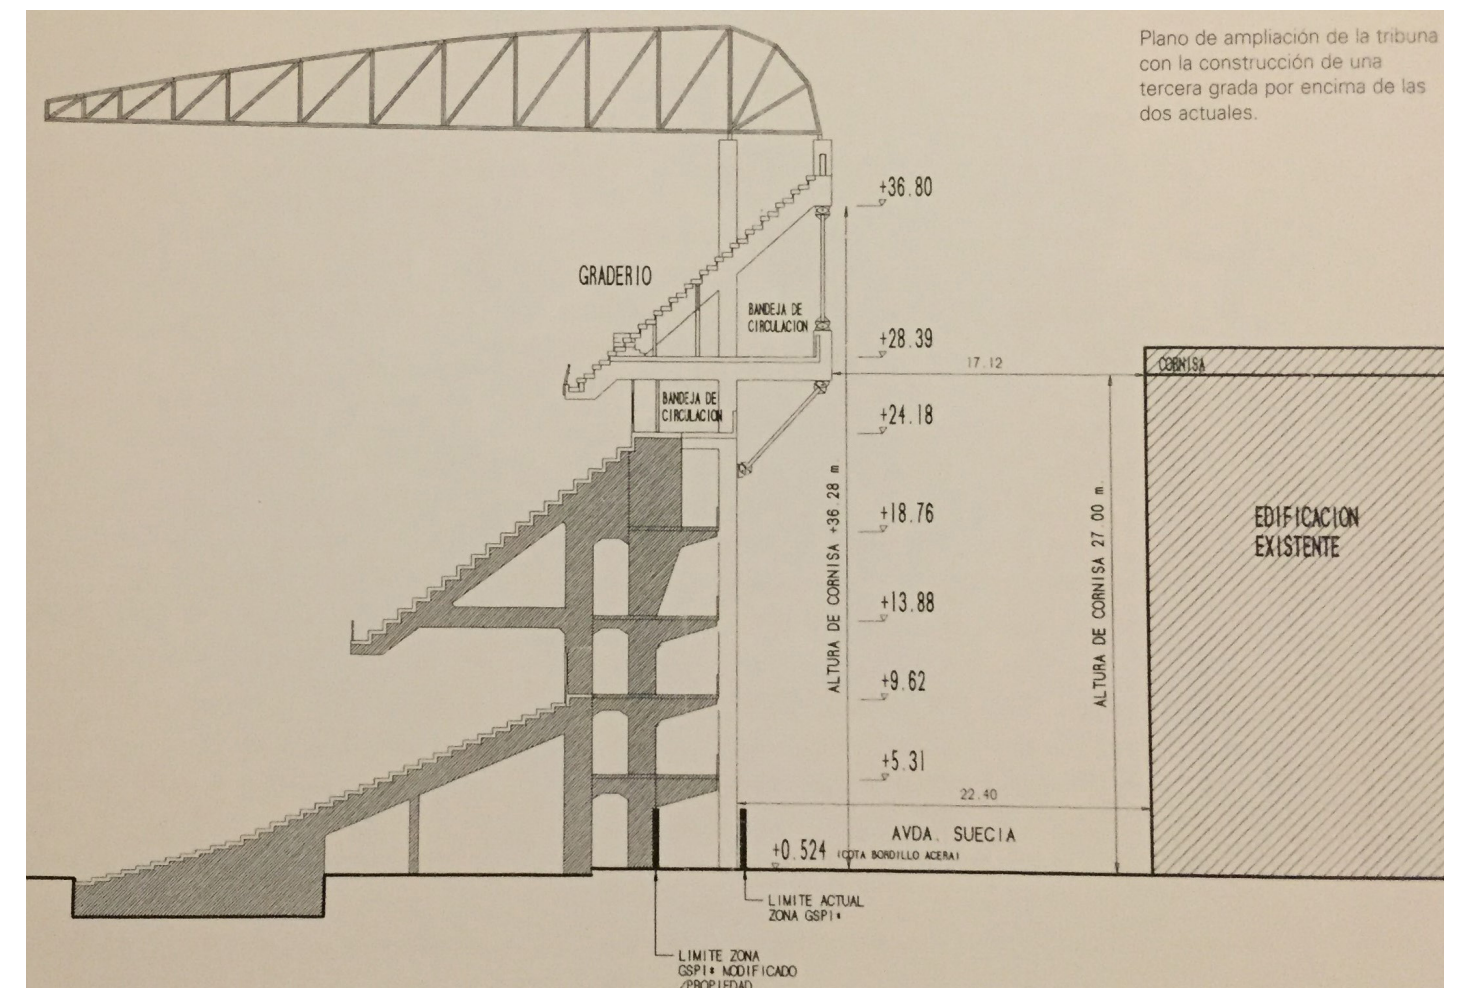 Plano de ampliación de la tribuna
con la construcción de una
tercera grada por encima de las
dos actuales.
+36.80
GRADERIO
BANDEJA DE
CIRCULACION
+28.39
17.12
CORNISA
BANDEJA DE
CIRCULACION
+24.18
ALTURA DE CORNISA +36 28 m.
ALTURA DE CORNISA 27.00 m.
+18.76
EDIFICACION
EXISTENTE
+13.88
+9.62
+5.31
22.40
AVDA. SUECIA
+0.524 (COTA BORDILLO ACERA)
LIMITE ACTUAL
ZONA GSPI*
LIMITE ZONA
GSPI* MODIFICADO
/PROPIEDAD